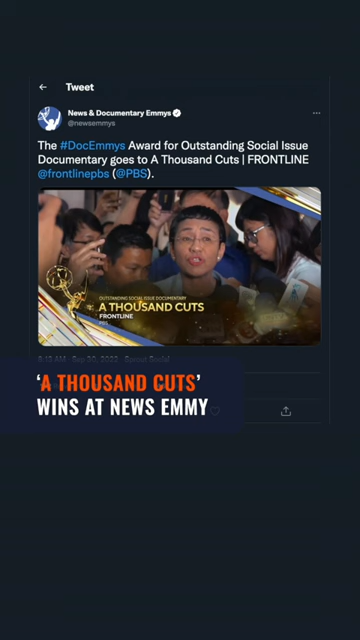 Tweet
News & Documentary Emmys
@newsemmys
The #DocEmmys Award for Outstanding Social Issue
Documentary goes to A Thousand Cuts | FRONTLINE
@frontlinepbs (@PBS).
OUTSTANDING SOCIAL ISSUE DOCUMENTARY
A THOUSAND CUTS
FRONTLINE
PBS
‘A THOUSAND CUTS’
WINS AT NEWS EMMY